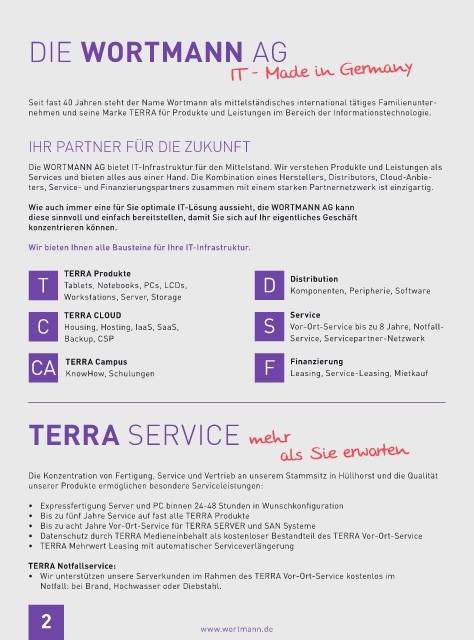 DIE WORTMANN AG
IT - Made in Germany
Seit fast 40 Jahren steht der Name Wortmann als mittelständisches international tätiges Familienunter-
nehmen und seine Marke TERRA für Produkte und Leistungen im Bereich der Informationstechnologie.
IHR PARTNER FÜR DIE ZUKUNFT
Die WORTMANN AG bietet IT-Infrastruktur für den Mittelstand. Wir verstehen Produkte und Leistungen als
Services und bieten alles aus einer Hand. Die Kombination eines Herstellers, Distributors, Cloud-Anbie-
ters, Service- und Finanzierungspartners zusammen mit einem starken Partnernetzwerk ist einzigartig.
Wie auch immer eine für Sie optimale IT-Lösung aussieht, die WORTMANN AG kann
diese sinnvoll und einfach bereitstellen, damit Sie sich auf Ihr eigentliches Geschäft
konzentrieren können.
Wir bieten Ihnen alle Bausteine für Ihre IT-Infrastruktur.
T
TERRA Produkte
Tablets, Notebooks, PCs, LCDs,
Workstations, Server, Storage
D
Distribution
Komponenten, Peripherie, Software
C
TERRA CLOUD
Housing, Hosting, IaaS, SaaS,
Backup, CSP
S
Service
Vor-Ort-Service bis zu 8 Jahre, Notfall-
Service, Servicepartner-Netzwerk
CA
TERRA Campus
KnowHow, Schulungen
F
Finanzierung
Leasing, Service-Leasing, Mietkauf
TERRA SERVICE
mehr
als Sie erwarten
Die Konzentration von Fertigung, Service und Vertrieb an unserem Stammsitz in Hüllhorst und die Qualität
unserer Produkte ermöglichen besondere Serviceleistungen:
• Expressfertigung Server und PC binnen 24-48 Stunden in Wunschkonfiguration
• Bis zu fünf Jahre Service auf fast alle TERRA Produkte
• Bis zu acht Jahre Vor-Ort-Service für TERRA SERVER und SAN Systeme
• Datenschutz durch TERRA Medieneinbehalt als kostenloser Bestandteil des TERRA Vor-Ort-Service
• TERRA Mehrwert Leasing mit automatischer Serviceverlängerung
TERRA Notfallservice:
• Wir unterstützen unsere Serverkunden im Rahmen des TERRA Vor-Ort-Service kostenlos im
Notfall: bei Brand, Hochwasser oder Diebstahl.
2
www.wortmann.de